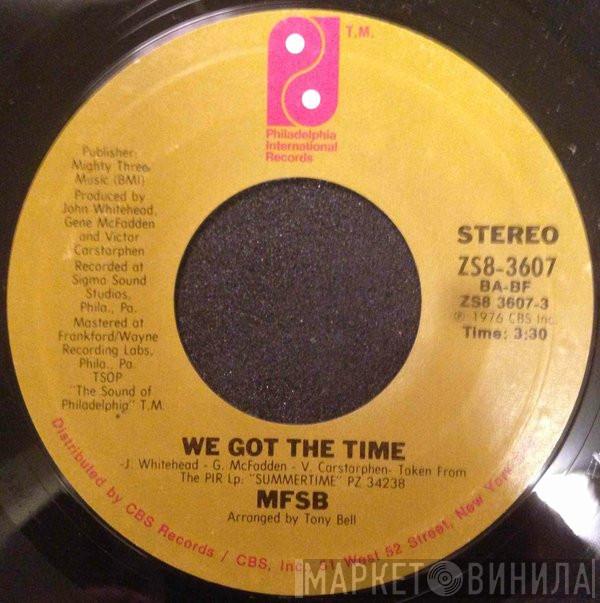 T.M.
Philadelphia
International
Records
Publisher:
Mighty Three
Music (BMI)
Produced by
John Whitehead,
Gene McFadden
and Victor
Carstarphen
Recorded at
Sigma Sound
Studios,
Phila., Pa.
Mastered at
Frankford/Wayne
Recording Labs,
Phila., Pa.
TSOP
"The Sound of
Philadelphia" T.M.
*
STEREO
ZS8-3607
BA-BF
ZS8 3607-3
℗ 1976 CBS Inc.
Time: 3:30
WE GOT THE TIME
-J. Whitehead - G. McFadden - V. Carstarphen- Taken From
The PIR Lp. "SUMMERTIME" PZ 34238
MFSB
Arranged by Tony Bell
Distributed by CBS Records / CBS, Inc. 51 West 52 Street, New York
МАРКЕТ ВИНИЛА